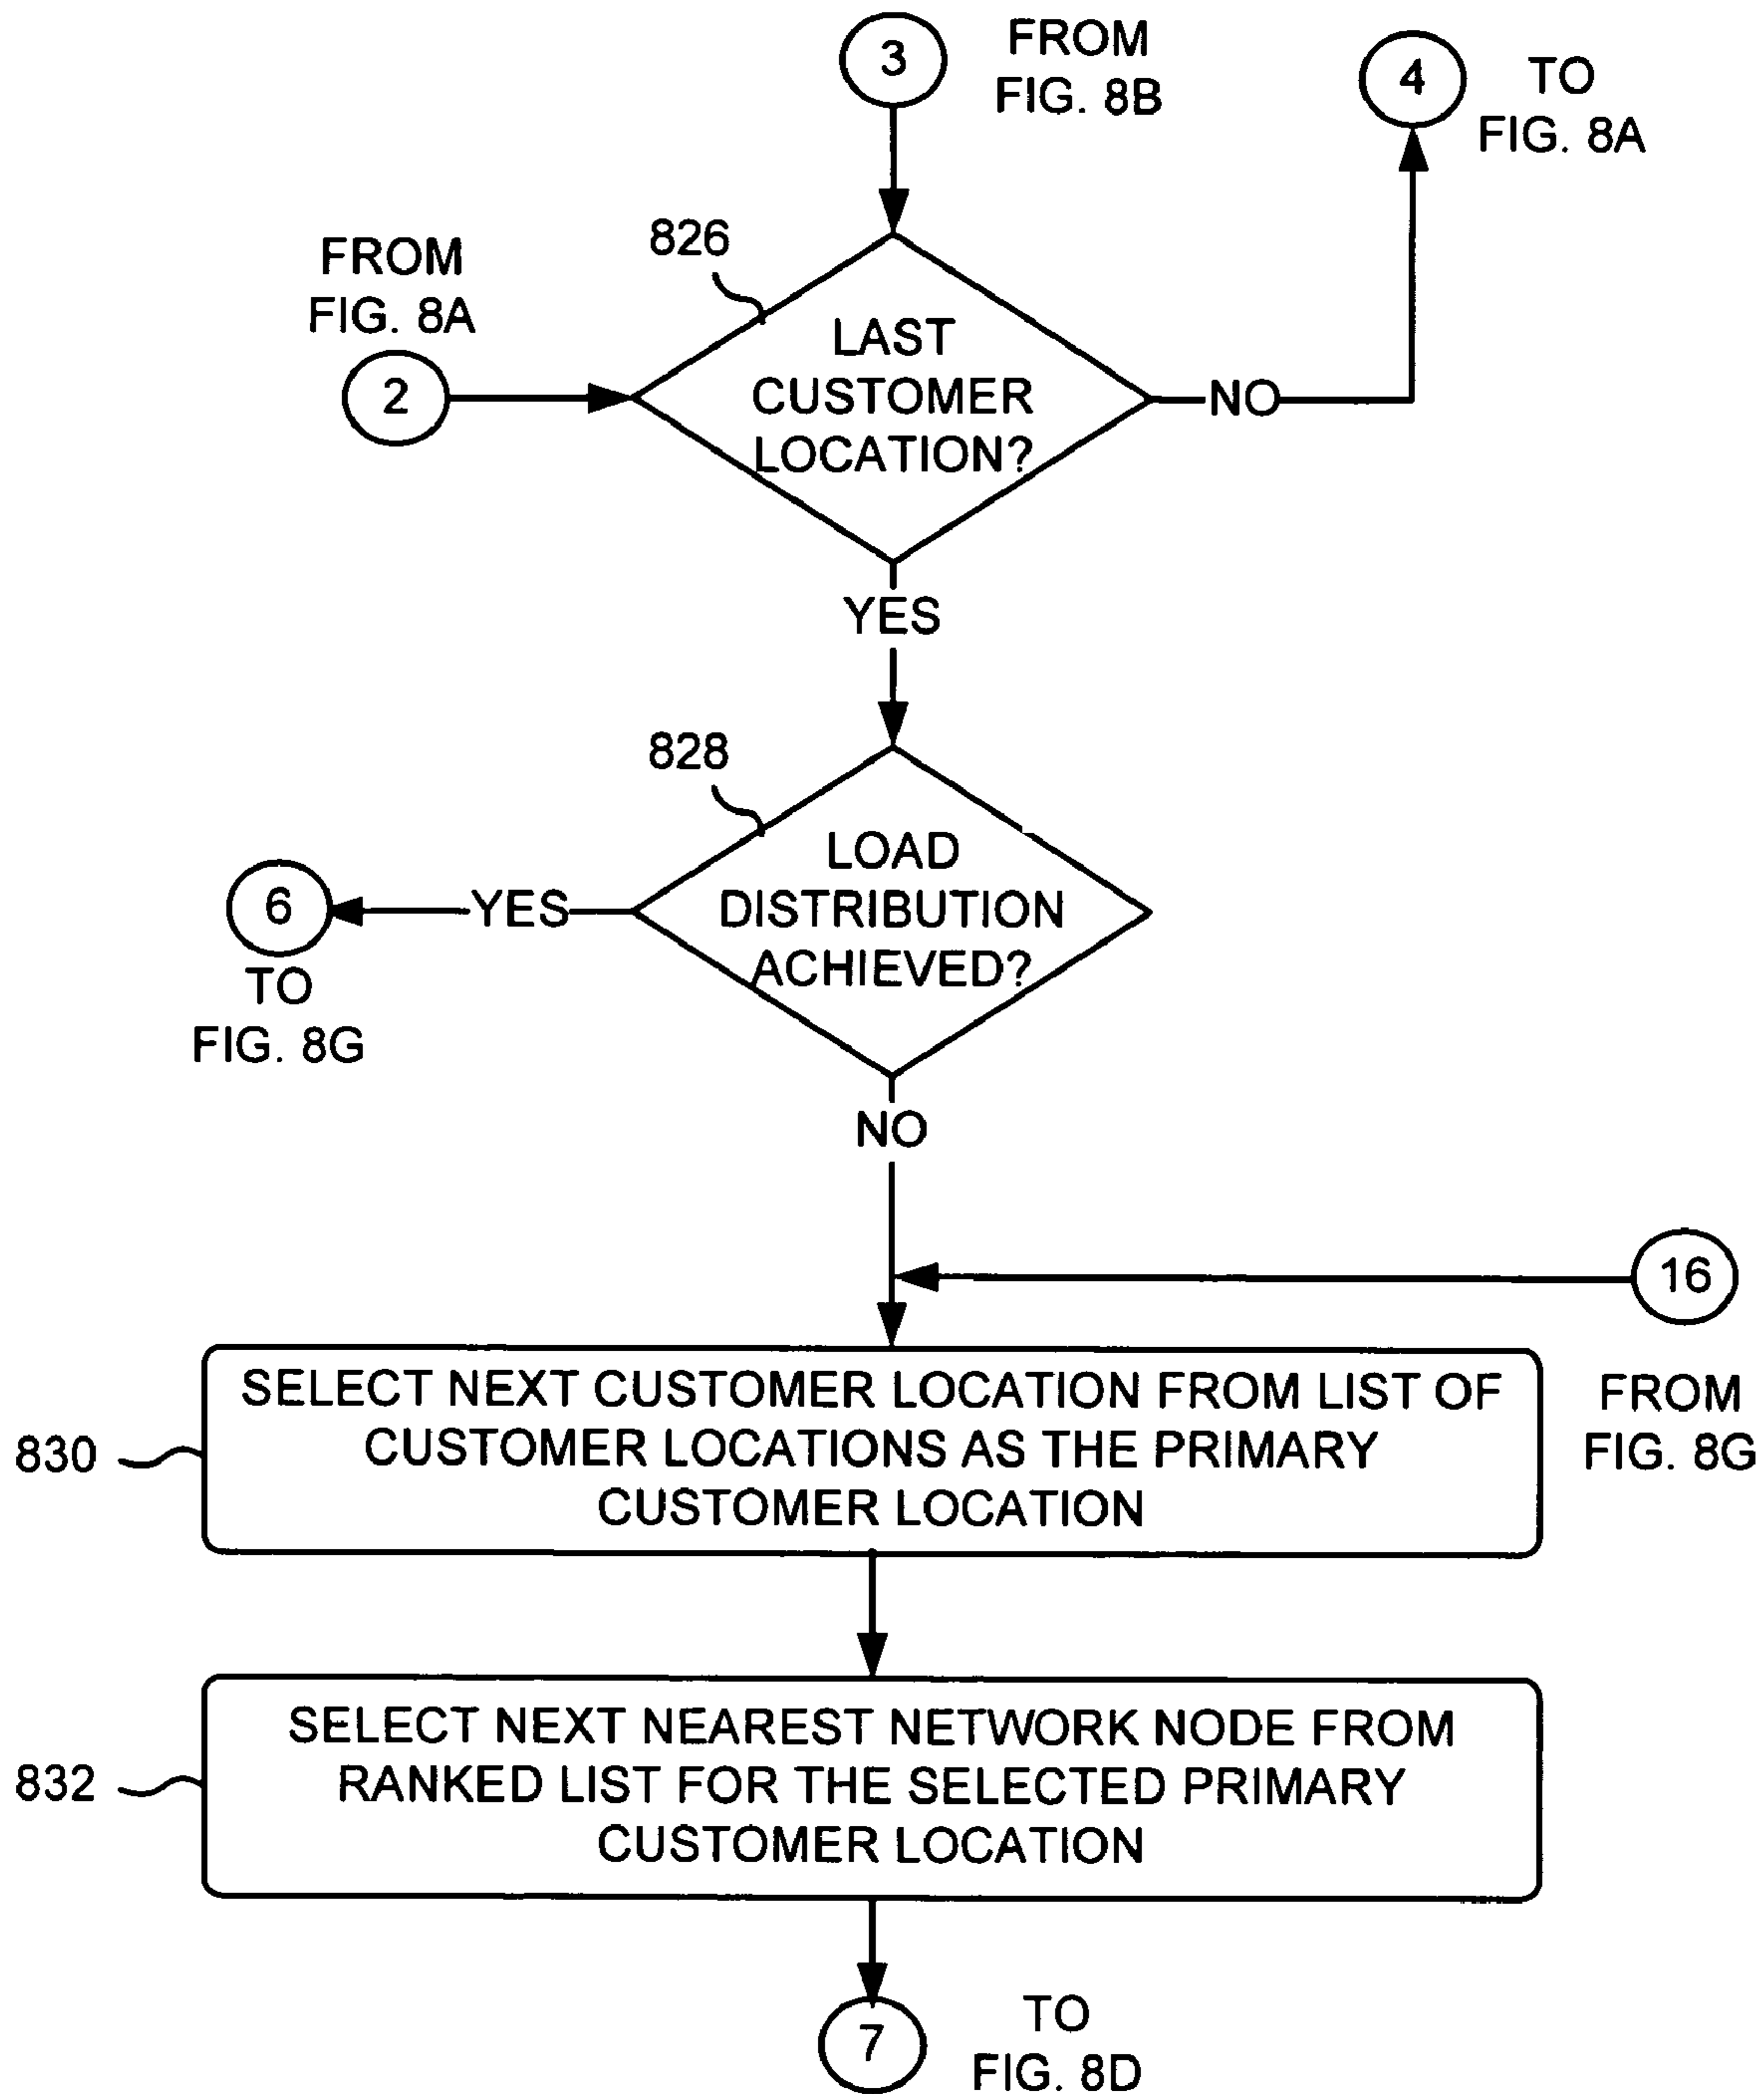 3
FROM
FIG. 8B
4
TO
FIG. 8A
826
FROM
FIG. 8A
2
LAST
CUSTOMER
LOCATION?
NO
YES
828
LOAD
DISTRIBUTION
ACHIEVED?
YES
6
TO
FIG. 8G
NO
16
FROM
FIG. 8G
830
SELECT NEXT CUSTOMER LOCATION FROM LIST OF
CUSTOMER LOCATIONS AS THE PRIMARY
CUSTOMER LOCATION
832
SELECT NEXT NEAREST NETWORK NODE FROM
RANKED LIST FOR THE SELECTED PRIMARY
CUSTOMER LOCATION
7
TO
FIG. 8D